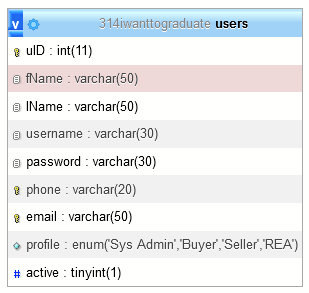 v 314iwanttograduate users
uID : int(11)
fName : varchar(50)
lName : varchar(50)
username : varchar(30)
password : varchar(30)
phone : varchar(20)
email : varchar(50)
profile : enum('Sys Admin','Buyer','Seller','REA')
# active : tinyint(1)